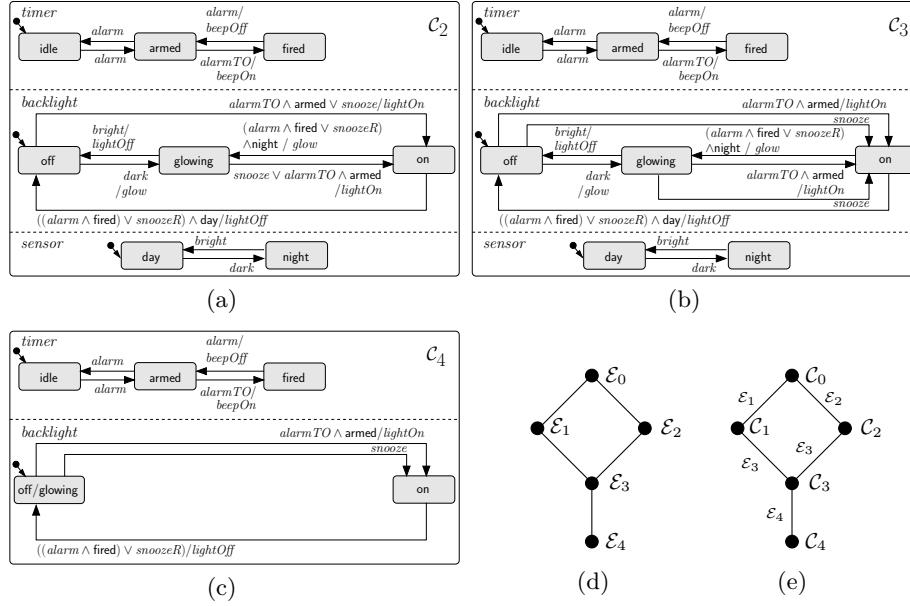 timer
C₂
idle
alarm
alarm
armed
alarm/
beepOff
alarmTO/
beepOn
fired
backlight
alarmTO ∧ armed ∨ snooze/lightOn
off
bright/
lightOff
dark
/glow
glowing
(alarm ∧ fired ∨ snoozeR)
∧night / glow
snooze ∨ alarmTO ∧ armed
/lightOn
on
((alarm ∧ fired) ∨ snoozeR) ∧ day/lightOff
sensor
day
bright
dark
night
(a)
timer
C₃
idle
alarm
alarm
armed
alarm/
beepOff
alarmTO/
beepOn
fired
backlight
alarmTO ∧ armed/lightOn
snooze
off
bright/
lightOff
dark
/glow
glowing
(alarm ∧ fired ∨ snoozeR)
∧night / glow
alarmTO ∧ armed
/lightOn
snooze
on
((alarm ∧ fired) ∨ snoozeR) ∧ day/lightOff
sensor
day
bright
dark
night
(b)
timer
C₄
idle
alarm
alarm
armed
alarm/
beepOff
alarmTO/
beepOn
fired
backlight
alarmTO ∧ armed/lightOn
snooze
off/glowing
on
((alarm ∧ fired) ∨ snoozeR)/lightOff
(c)
ℰ₀
ℰ₁
ℰ₂
ℰ₃
ℰ₄
(d)
C₀
ℰ₁
ℰ₂
C₁
C₂
ℰ₃
ℰ₃
C₃
ℰ₄
C₄
(e)